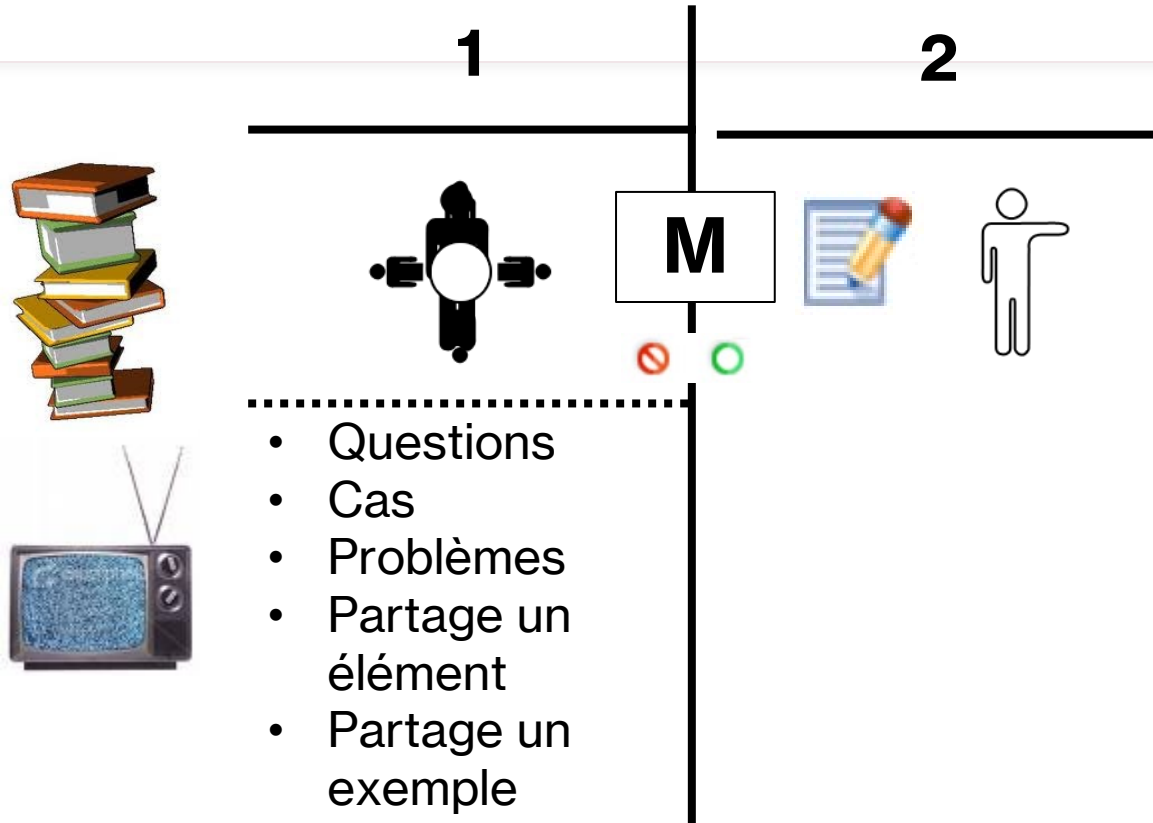 1
2
M
• Questions
• Cas
• Problèmes
• Partage un
élément
• Partage un
exemple